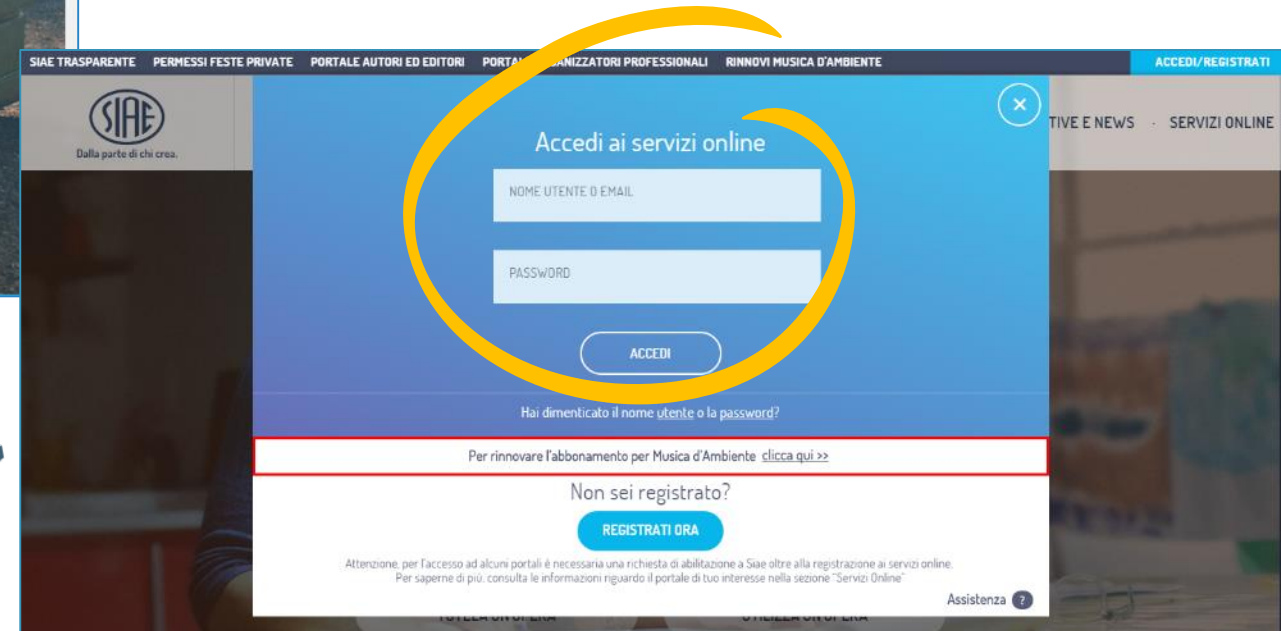 SIAE TRASPARENTE PERMESSI FESTE PRIVATE PORTALE AUTORI ED EDITORI RINNOVI MUSICA D'AMBIENTE ACCEDI/REGISTRATI
SIAE
Dalla parte di chi crea.
TIVE E NEWS · SERVIZI ONLINE
Accedi ai servizi online
NOME UTENTE O EMAIL
PASSWORD
ACCEDI
Hai dimenticato il nome utente o la password?
Per rinnovare l'abbonamento per Musica d'Ambiente clicca qui >>
Non sei registrato?
REGISTRATI ORA
Attenzione, per l'accesso ad alcuni portali è necessaria una richiesta di abilitazione a Siae oltre alla registrazione ai servizi online.
Per saperne di più, consulta le informazioni riguardo il portale di tuo interesse nella sezione "Servizi Online"
Assistenza ?